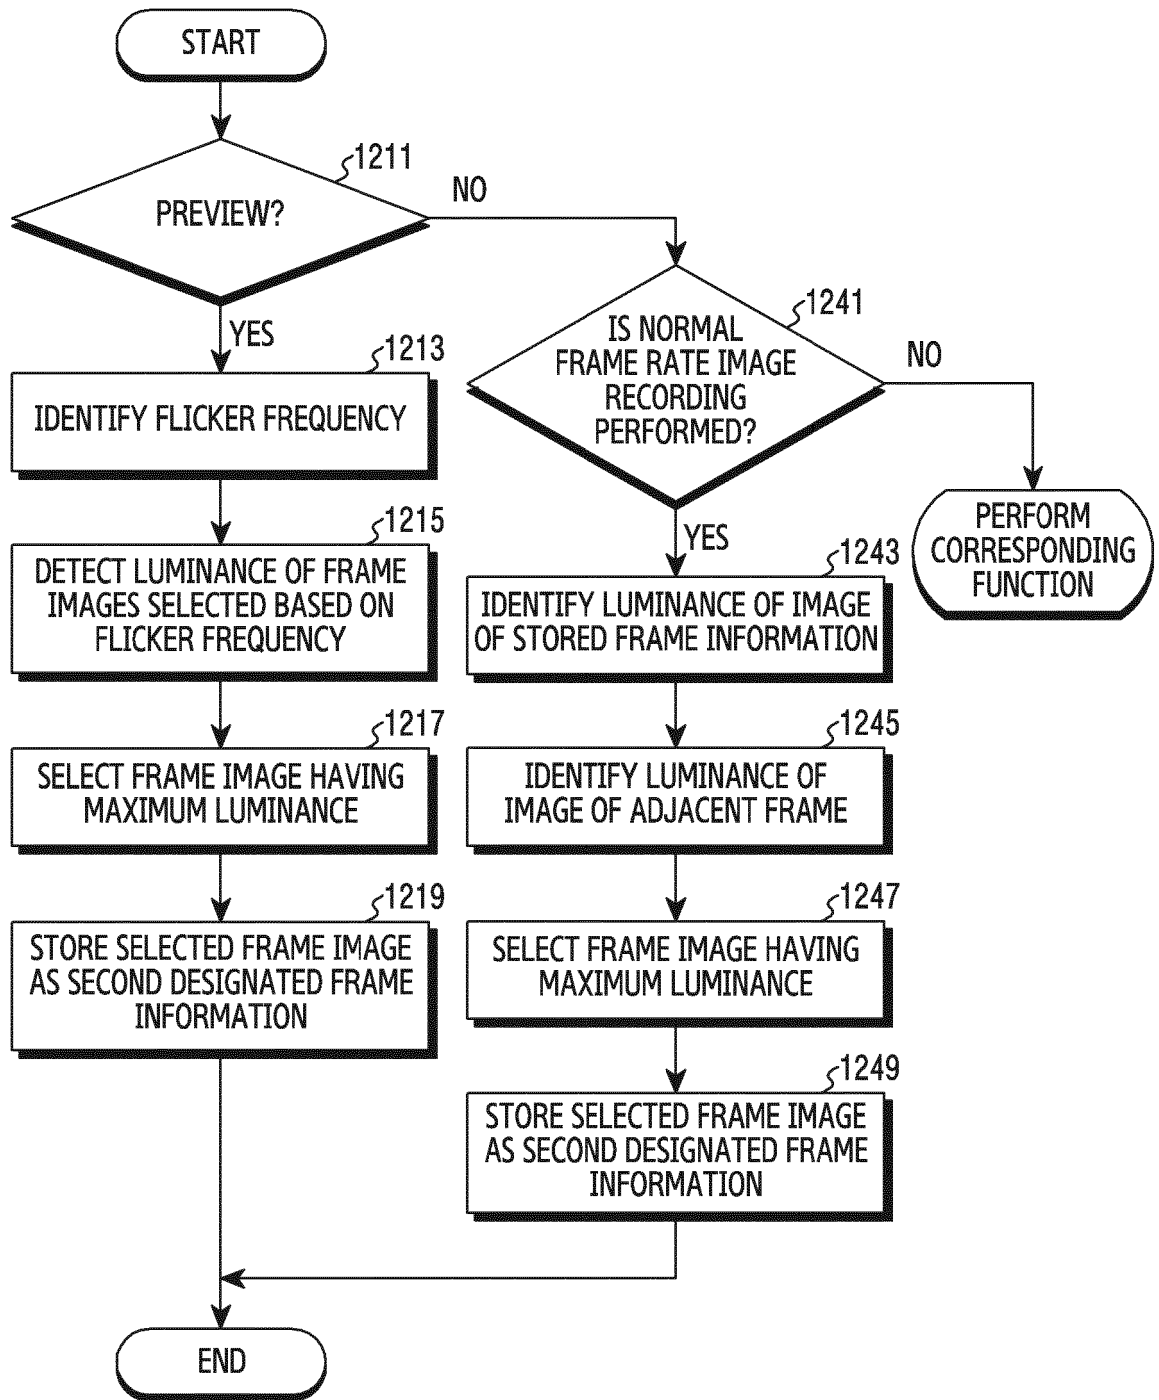 START
1211
PREVIEW?
NO
YES
1213
IDENTIFY FLICKER FREQUENCY
1215
DETECT LUMINANCE OF FRAME
IMAGES SELECTED BASED ON
FLICKER FREQUENCY
1217
SELECT FRAME IMAGE HAVING
MAXIMUM LUMINANCE
1219
STORE SELECTED FRAME IMAGE
AS SECOND DESIGNATED FRAME
INFORMATION
1241
IS NORMAL
FRAME RATE IMAGE
RECORDING
PERFORMED?
NO
PERFORM
CORRESPONDING
FUNCTION
YES
1243
IDENTIFY LUMINANCE OF IMAGE
OF STORED FRAME INFORMATION
1245
IDENTIFY LUMINANCE OF
IMAGE OF ADJACENT FRAME
1247
SELECT FRAME IMAGE HAVING
MAXIMUM LUMINANCE
1249
STORE SELECTED FRAME IMAGE
AS SECOND DESIGNATED FRAME
INFORMATION
END